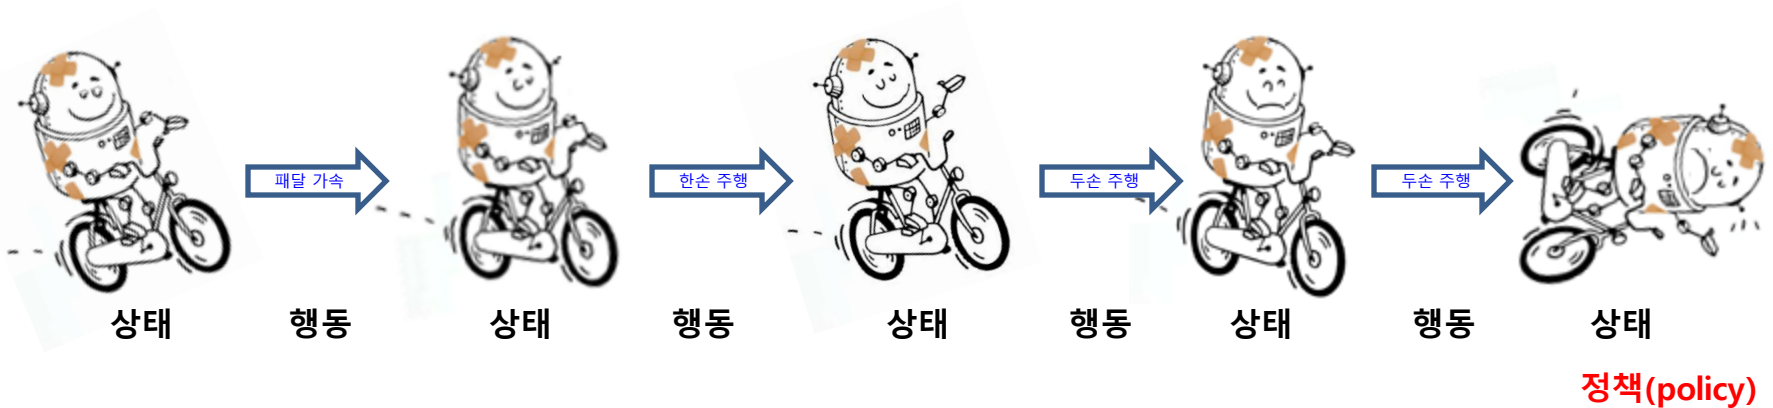 패달 가속
한손 주행
두손 주행
두손 주행
상태 행동 상태 행동 상태 행동 상태 행동 상태
정책(policy)